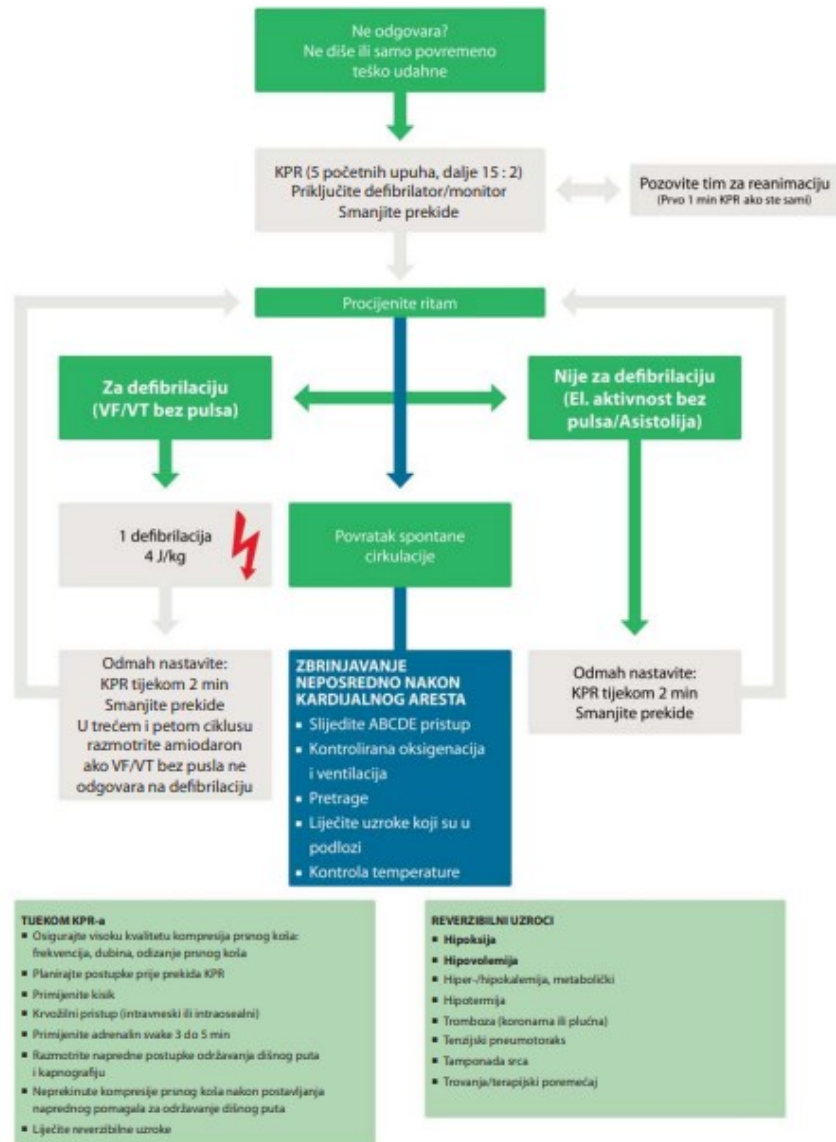 Ne odgovara?
Ne diše ili samo povremeno
teško udahne
KPR (5 početnih upuha, dalje 15 : 2)
Priključite defibrilator/monitor
Smanjite prekide
Pozovite tim za reanimaciju
(Prvo 1 min KPR ako ste sami)
Procijenite ritam
Za defibrilaciju
(VF/VT bez pulsa)
Nije za defibrilaciju
(El. aktivnost bez
pulsa/Asistolija)
1 defibrilacija
4 J/kg
Povratak spontane
cirkulacije
Odmah nastavite:
KPR tijekom 2 min
Smanjite prekide
U trećem i petom ciklusu
razmotrite amiodaron
ako VF/VT bez pusla ne
odgovara na defibrilaciju
ZBRINJAVANJE
NEPOSREDNO NAKON
KARDIJALNOG ARESTA
▪ Slijedite ABCDE pristup
▪ Kontrolirana oksigenacija
i ventilacija
▪ Pretrage
▪ Liječite uzroke koji su u
podlozi
▪ Kontrola temperature
Odmah nastavite:
KPR tijekom 2 min
Smanjite prekide
TIJEKOM KPR-a
▪ Osigurajte visoku kvalitetu kompresija prsnog koša:
frekvencija, dubina, odizanje prsnog koša
▪ Planirajte postupke prije prekida KPR
▪ Primijenite kisik
▪ Krvožilni pristup (intravneski ili intraosealni)
▪ Primijenite adrenalin svake 3 do 5 min
▪ Razmotrite napredne postupke održavanja dišnog puta
i kapnografiju
▪ Neprekinute kompresije prsnog koša nakon postavljanja
naprednog pomagala za održavanje dišnog puta
▪ Liječite reverzibilne uzroke
REVERZIBILNI UZROCI
▪ Hipoksija
▪ Hipovolemija
▪ Hiper-/hipokalemija, metabolički
▪ Hipotermija
▪ Tromboza (koronarna ili plućna)
▪ Tenzijski pneumotoraks
▪ Tamponada srca
▪ Trovanja/terapijski poremećaj